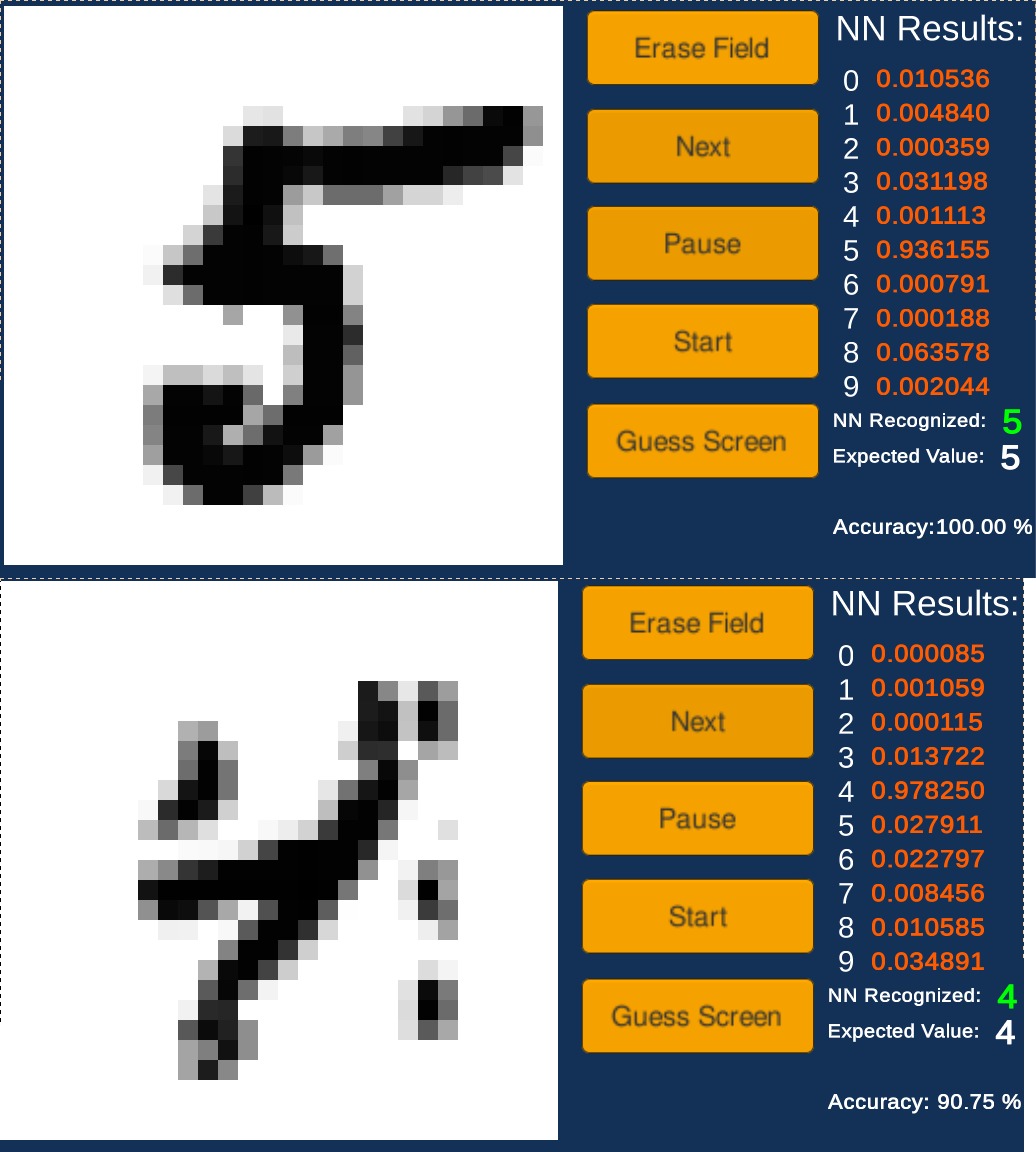 5
Erase Field
Next
Pause
Start
Guess Screen
NN Results:
0 0.010536
1 0.004840
2 0.000359
3 0.031198
4 0.001113
5 0.936155
6 0.000791
7 0.000188
8 0.063578
9 0.002044
NN Recognized: 5
Expected Value: 5
Accuracy:100.00 %
4
Erase Field
Next
Pause
Start
Guess Screen
NN Results:
0 0.000085
1 0.001059
2 0.000115
3 0.013722
4 0.978250
5 0.027911
6 0.022797
7 0.008456
8 0.010585
9 0.034891
NN Recognized: 4
Expected Value: 4
Accuracy: 90.75 %